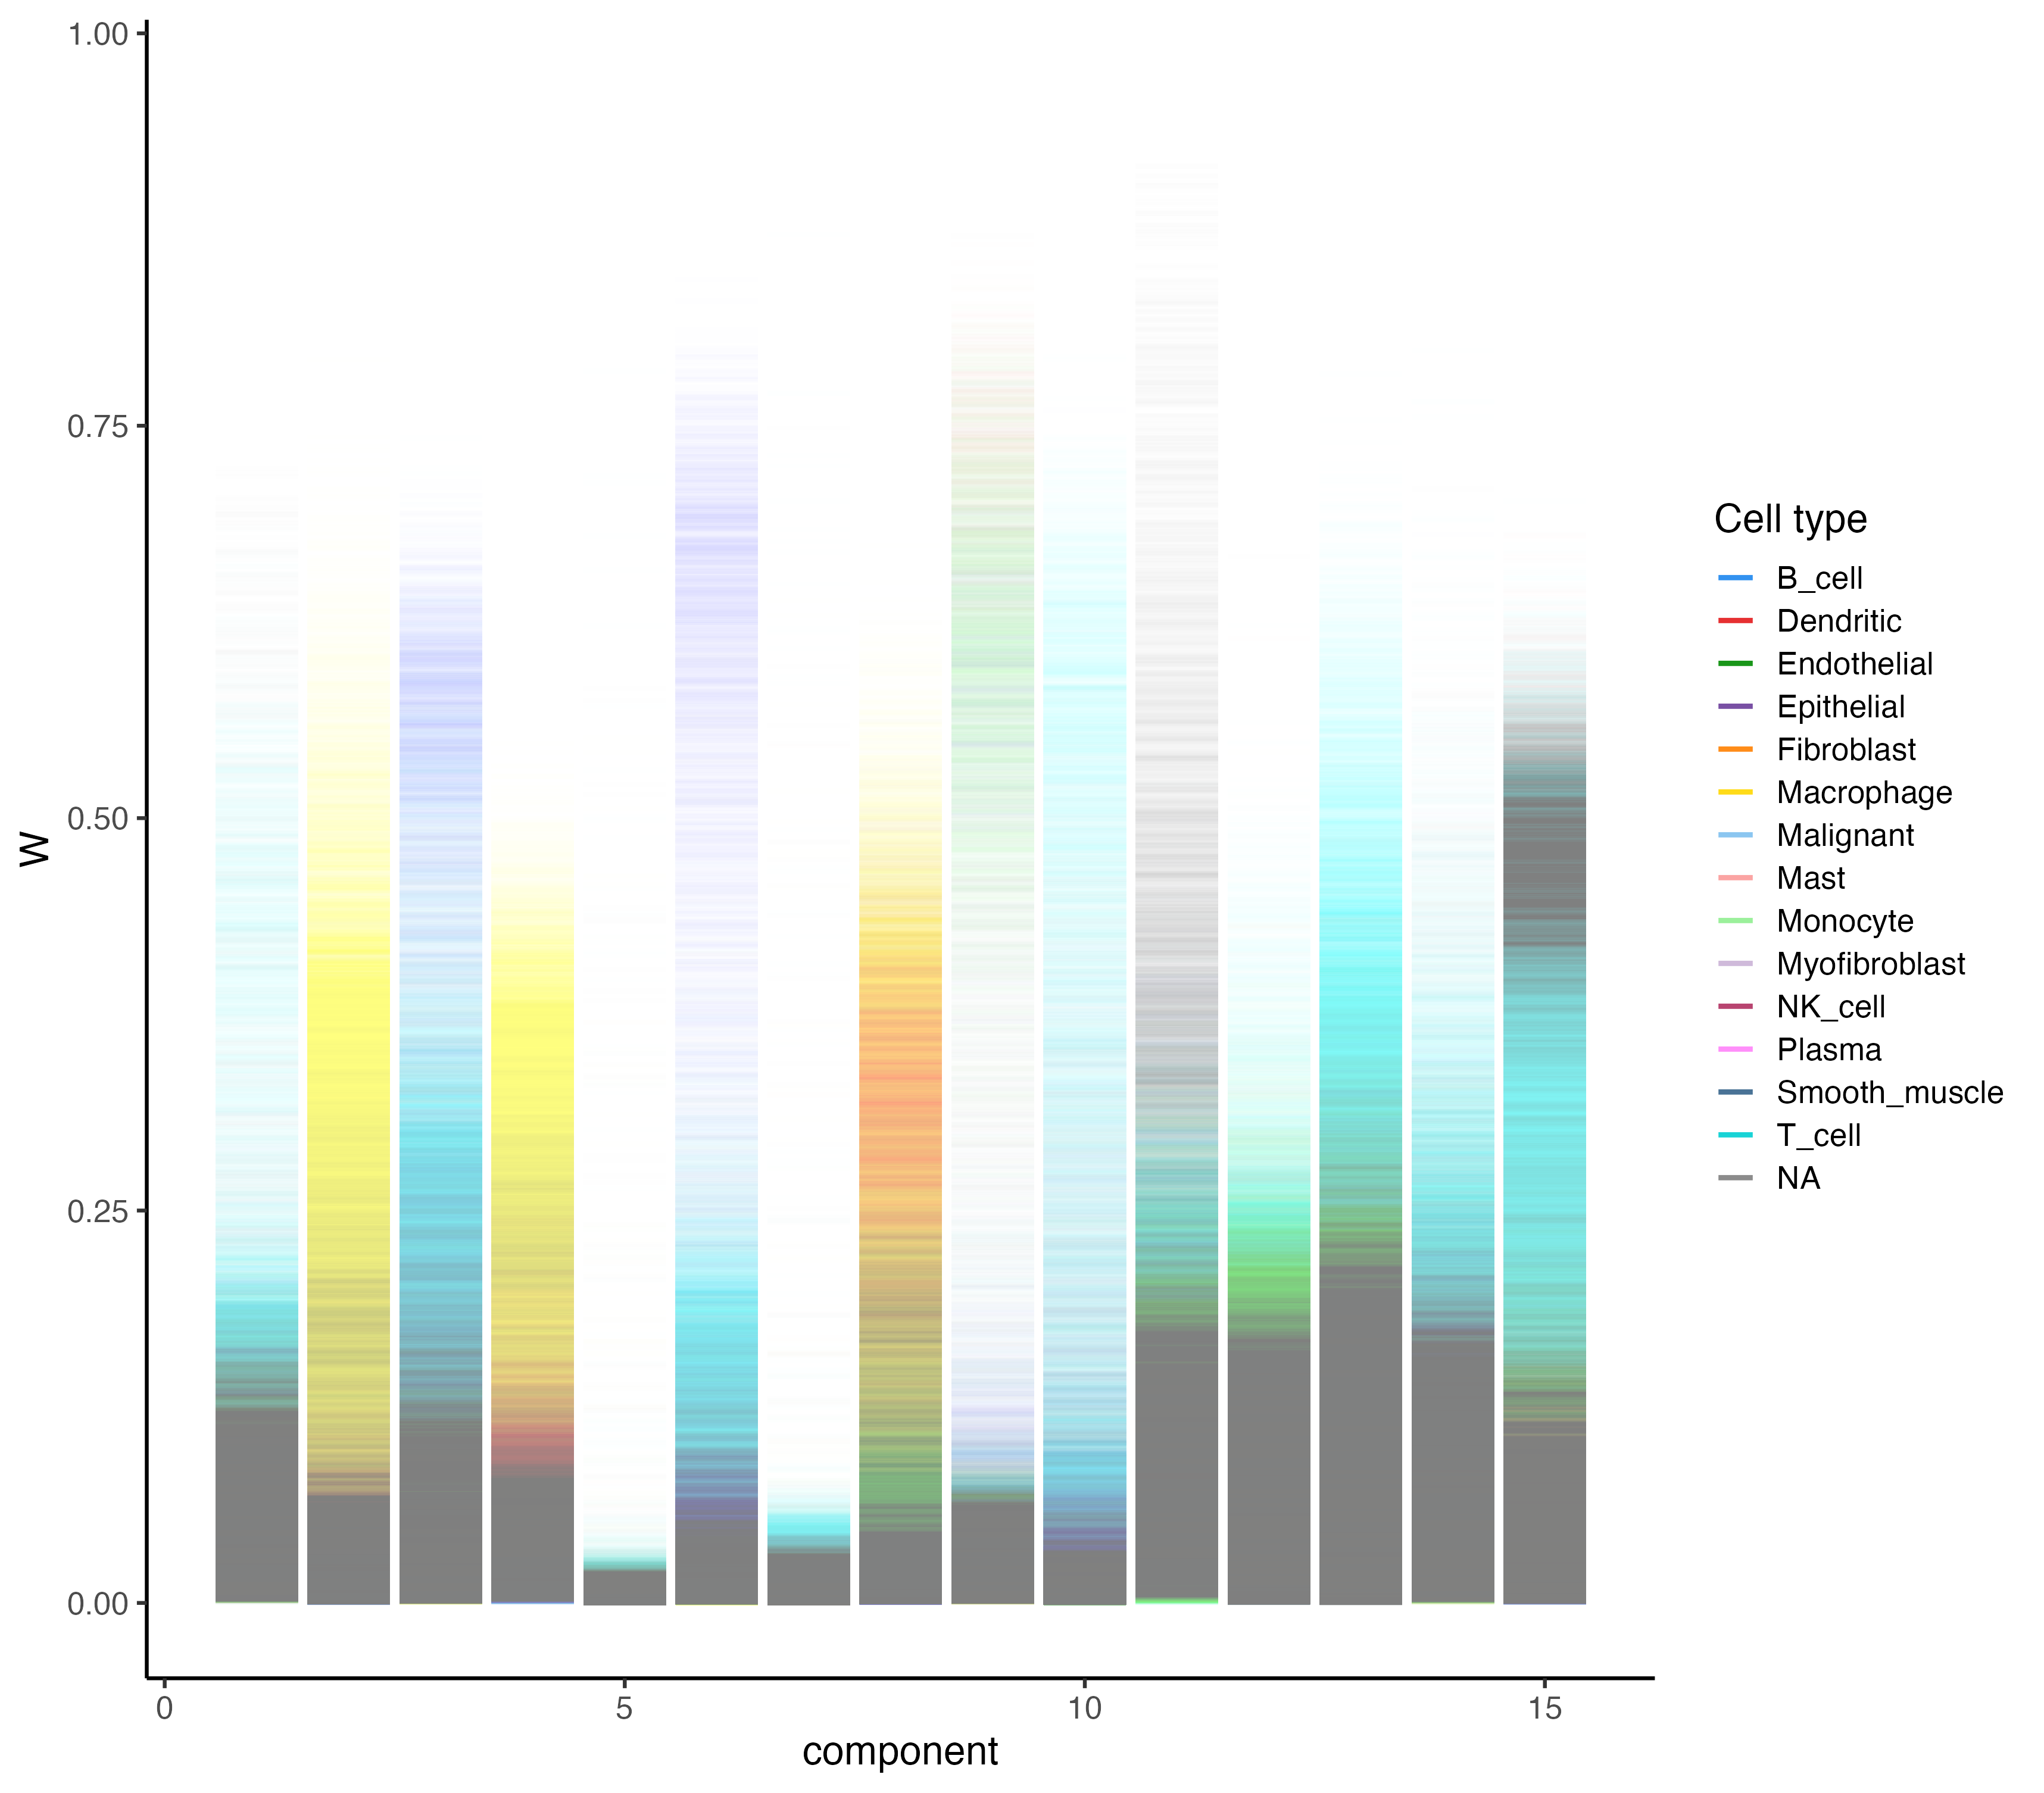 1.00
0.75
0.50
0.25
0.00
W
0
5
10
15
component
Cell type
B_cell
Dendritic
Endothelial
Epithelial
Fibroblast
Macrophage
Malignant
Mast
Monocyte
Myofibroblast
NK_cell
Plasma
Smooth_muscle
T_cell
NA